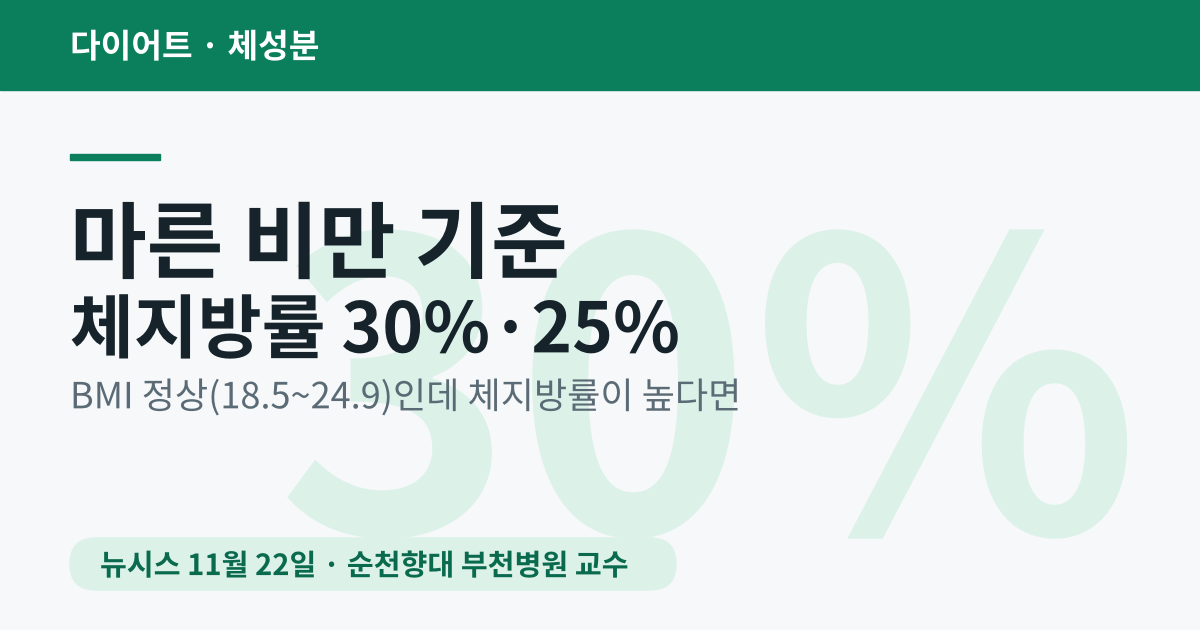 다이어트 · 체성분
마른 비만 기준
체지방률 30%·25%
BMI 정상(18.5~24.9)인데 체지방률이 높다면
30%
뉴시스 11월 22일 · 순천향대 부천병원 교수